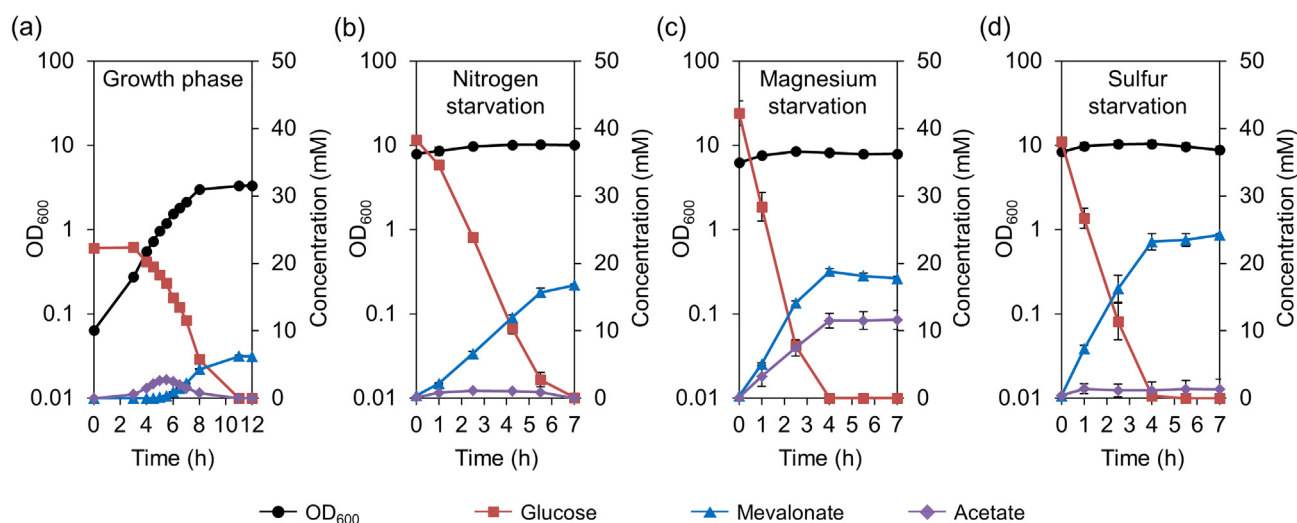 (a)
(b)
(c)
(d)
100
10
1
0.1
0.01
OD600
Growth phase
50
40
30
20
10
0
Concentration (mM)
0 2 4 6 8 10 12
Time (h)
100
10
1
0.1
0.01
OD600
Nitrogen
starvation
50
40
30
20
10
0
Concentration (mM)
0 1 2 3 4 5 6 7
Time (h)
100
10
1
0.1
0.01
OD600
Magnesium
starvation
50
40
30
20
10
0
Concentration (mM)
0 1 2 3 4 5 6 7
Time (h)
100
10
1
0.1
0.01
OD600
Sulfur
starvation
50
40
30
20
10
0
Concentration (mM)
0 1 2 3 4 5 6 7
Time (h)
OD600 Glucose Mevalonate Acetate